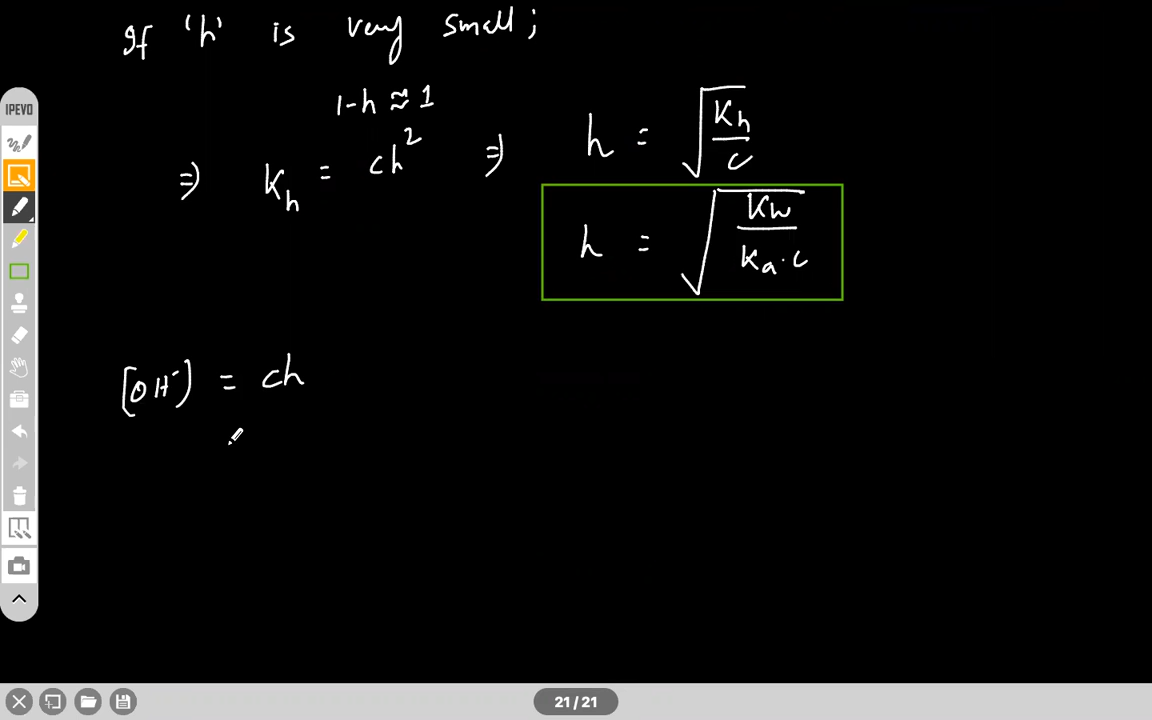 If 'h' is very small;
1-h ≈ 1
⇒ Kh = ch² ⇒ h = √(Kh/c)
h = √(Kw/Ka·c)
[OH⁻] = ch
IPEVO
21/21